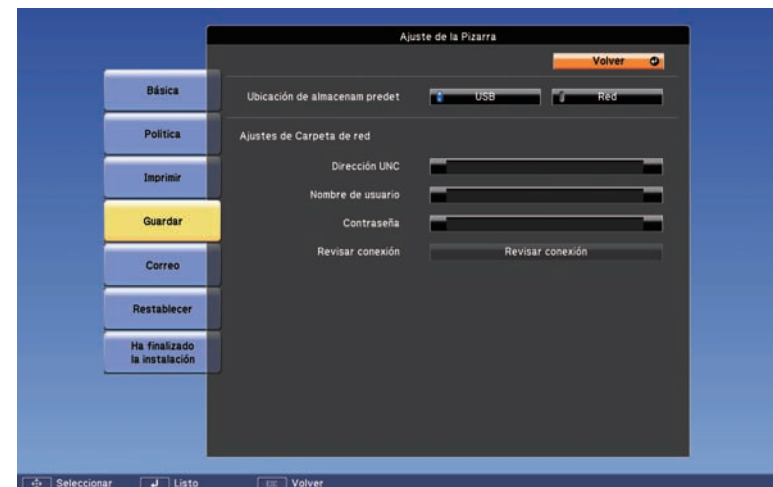 Ajuste de la Pizarra
Volver
Básica
Política
Imprimir
Guardar
Correo
Restablecer
Ha finalizado
la instalación
Ubicación de almacenam predet
USB
Red
Ajustes de Carpeta de red
Dirección UNC
Nombre de usuario
Contraseña
Revisar conexión
Revisar conexión
Seleccionar
Listo
Esc
Volver